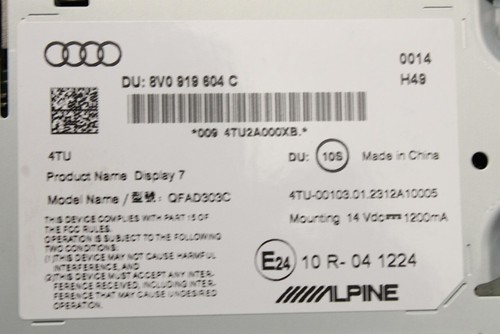 0014
DU: 8V0 919 604 C
H49
*009 4TU2A000XB.*
4TU
DU: 10S Made in China
Product Name Display 7
Model Name / 型號: QFAD303C
4TU-00103.01.2312A10005
Mounting 14 Vdc⎓ 1200mA
THIS DEVICE COMPLIES WITH PART 15 OF
THE FCC RULES.
OPERATION IS SUBJECT TO THE FOLLOWING
TWO CONDITIONS:
(1)THIS DEVICE MAY NOT CAUSE HARMFUL
INTERFERENCE, AND
(2)THIS DEVICE MUST ACCEPT ANY INTER-
FERENCE RECEIVED, INCLUDING INTER-
FERENCE THAT MAY CAUSE UNDESIRED
OPERATION.
E24 10 R- 04 1224
ALPINE